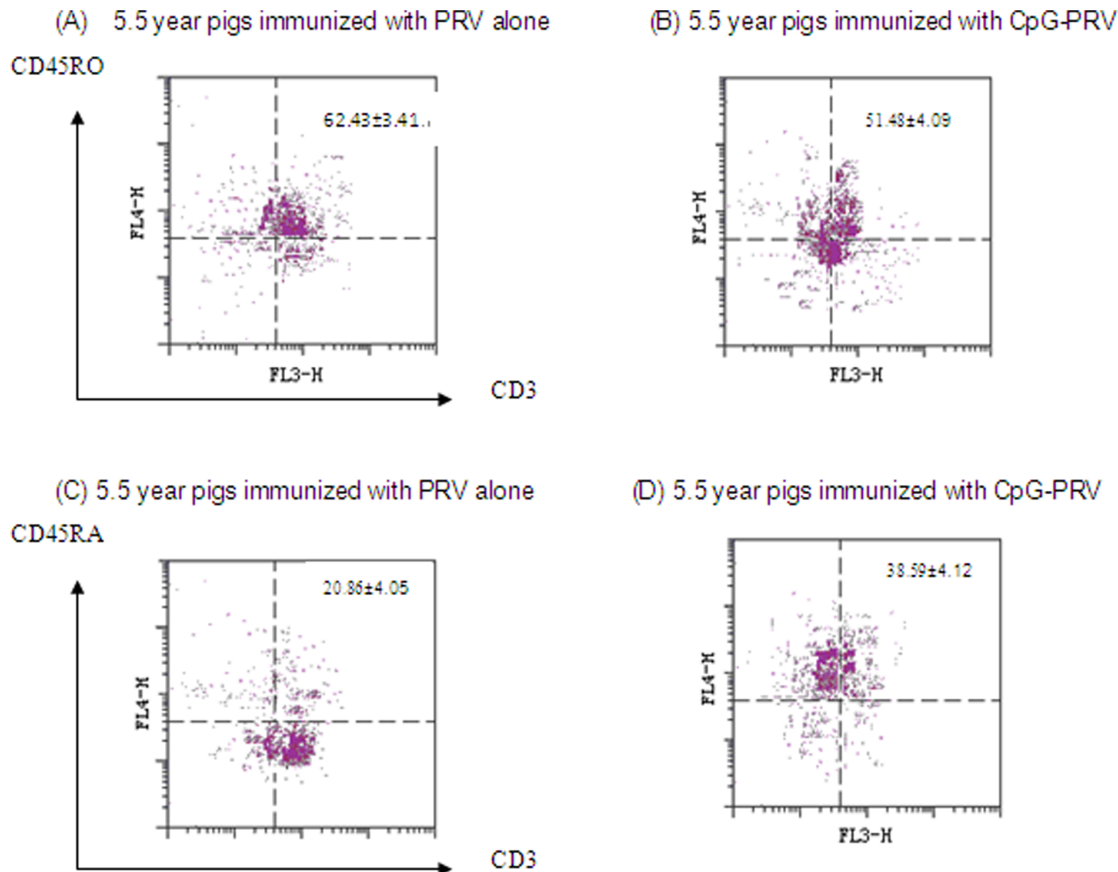 (A) 5.5 year pigs immunized with PRV alone
(B) 5.5 year pigs immunized with CpG-PRV
CD45RO
62.43±3.41.
51.48±4.09
FL4-H
FL4-H
FL3-H
FL3-H
CD3
(C) 5.5 year pigs immunized with PRV alone
(D) 5.5 year pigs immunized with CpG-PRV
CD45RA
20.86±4.05
38.59±4.12
FL4-H
FL4-H
FL3-H
CD3